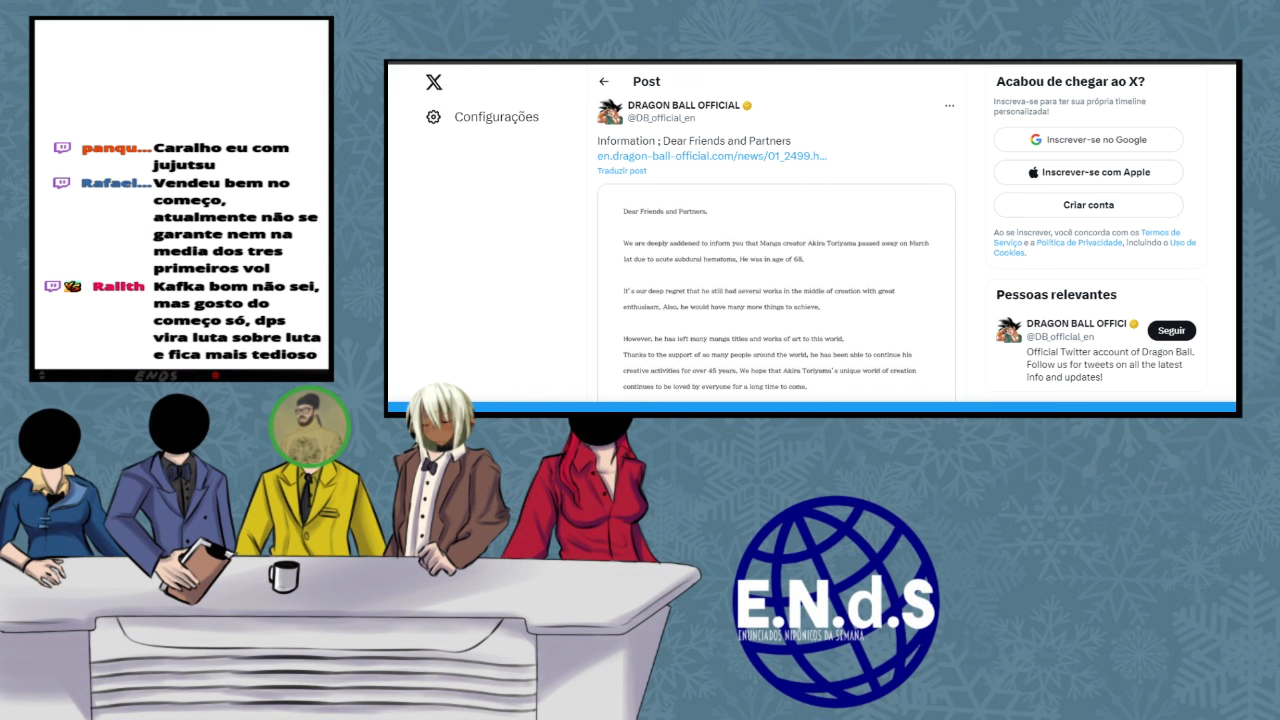 panqu... Caralho eu com
jujutsu
Rafael... Vendeu bem no
começo,
atualmente não se
garante nem na
media dos tres
primeiros vol
Railth Kafka bom não sei,
mas gosto do
começo só, dps
vira luta sobre luta
e fica mais tedioso
ENDS
X
Configurações
Post
DRAGON BALL OFFICIAL
@DB_official_en
Information ; Dear Friends and Partners
en.dragon-ball-official.com/news/01_2499.h...
Traduzir post
Dear Friends and Partners,
We are deeply saddened to inform you that Manga creator Akira Toriyama passed away on March
1st due to acute subdural hematoma. He was in age of 68.
It's our deep regret that he still had several works in the middle of creation with great
enthusiasm. Also, he would have many more things to achieve.
However, he has left many manga titles and works of art to this world.
Thanks to the support of so many people around the world, he has been able to continue his
creative activities for over 45 years. We hope that Akira Toriyama's unique world of creation
continues to be loved by everyone for a long time to come.
Acabou de chegar ao X?
Inscreva-se para ter sua própria timeline
personalizada!
Inscrever-se no Google
Inscrever-se com Apple
Criar conta
Ao se inscrever, você concorda com os Termos de
Serviço e a Política de Privacidade, incluindo o Uso de
Cookies.
Pessoas relevantes
DRAGON BALL OFFICI
@DB_official_en
Seguir
Official Twitter account of Dragon Ball.
Follow us for tweets on all the latest
info and updates!
E.N.d.S
ENUNCIADOS NIPÔNICOS DA SEMANA